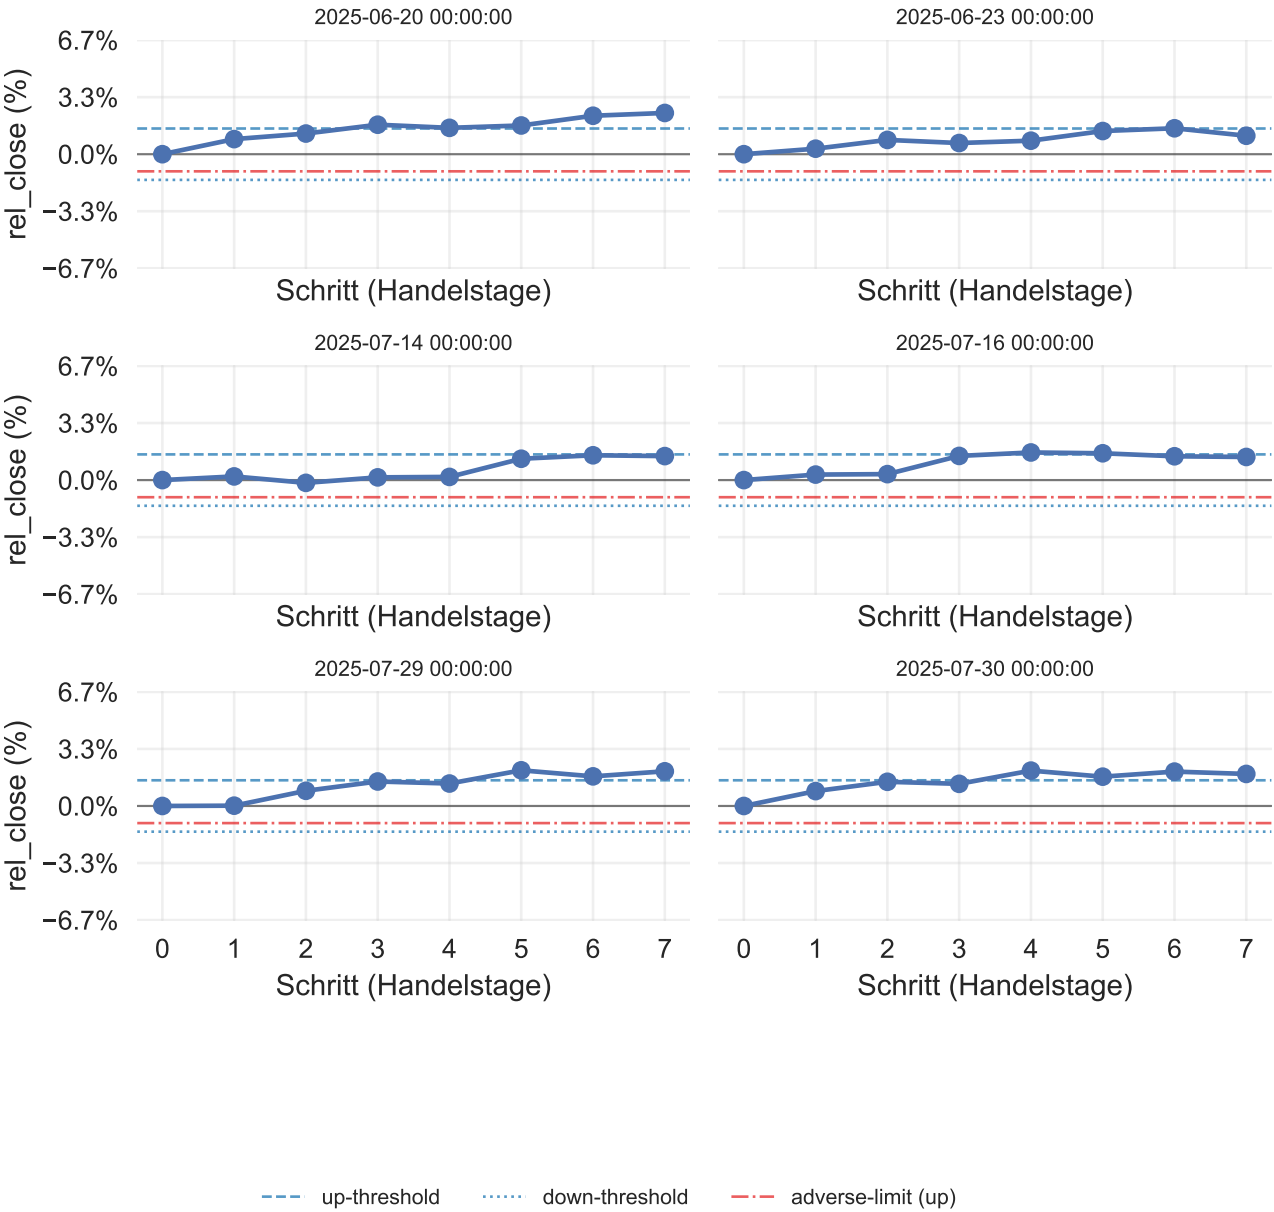 2025-06-20 00:00:00
2025-06-23 00:00:00
6.7%
3.3%
0.0%
−3.3%
−6.7%
rel_close (%)
Schritt (Handelstage)
Schritt (Handelstage)
2025-07-14 00:00:00
2025-07-16 00:00:00
6.7%
3.3%
0.0%
−3.3%
−6.7%
rel_close (%)
Schritt (Handelstage)
Schritt (Handelstage)
2025-07-29 00:00:00
2025-07-30 00:00:00
6.7%
3.3%
0.0%
−3.3%
−6.7%
rel_close (%)
0 1 2 3 4 5 6 7
0 1 2 3 4 5 6 7
Schritt (Handelstage)
Schritt (Handelstage)
up-threshold
down-threshold
adverse-limit (up)